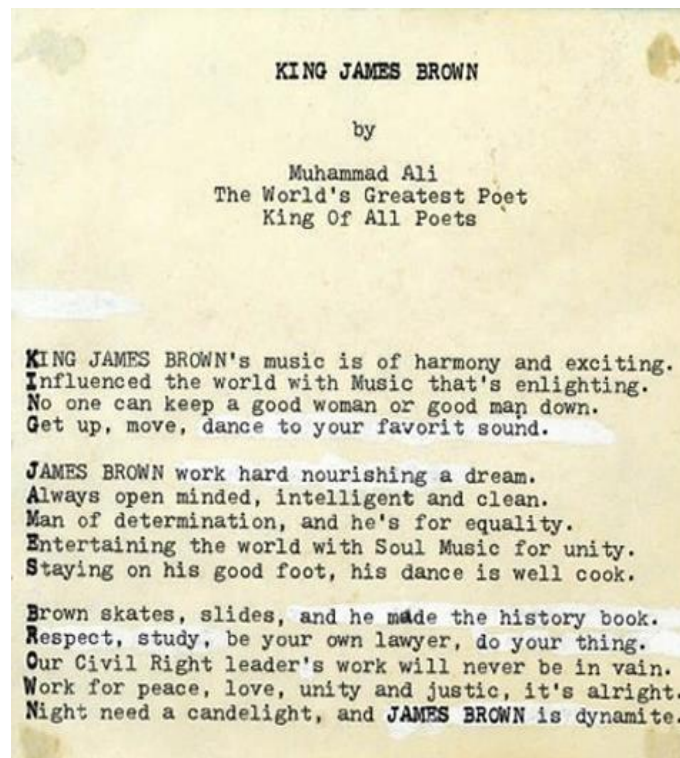 KING JAMES BROWN
by
Muhammad Ali
The World's Greatest Poet
King Of All Poets
KING JAMES BROWN's music is of harmony and exciting.
Influenced the world with Music that's enlighting.
No one can keep a good woman or good man down.
Get up, move, dance to your favorit sound.
JAMES BROWN work hard nourishing a dream.
Always open minded, intelligent and clean.
Man of determination, and he's for equality.
Entertaining the world with Soul Music for unity.
Staying on his good foot, his dance is well cook.
Brown skates, slides, and he made the history book.
Respect, study, be your own lawyer, do your thing.
Our Civil Right leader's work will never be in vain.
Work for peace, love, unity and justic, it's alright.
Night need a candelight, and JAMES BROWN is dynamite.